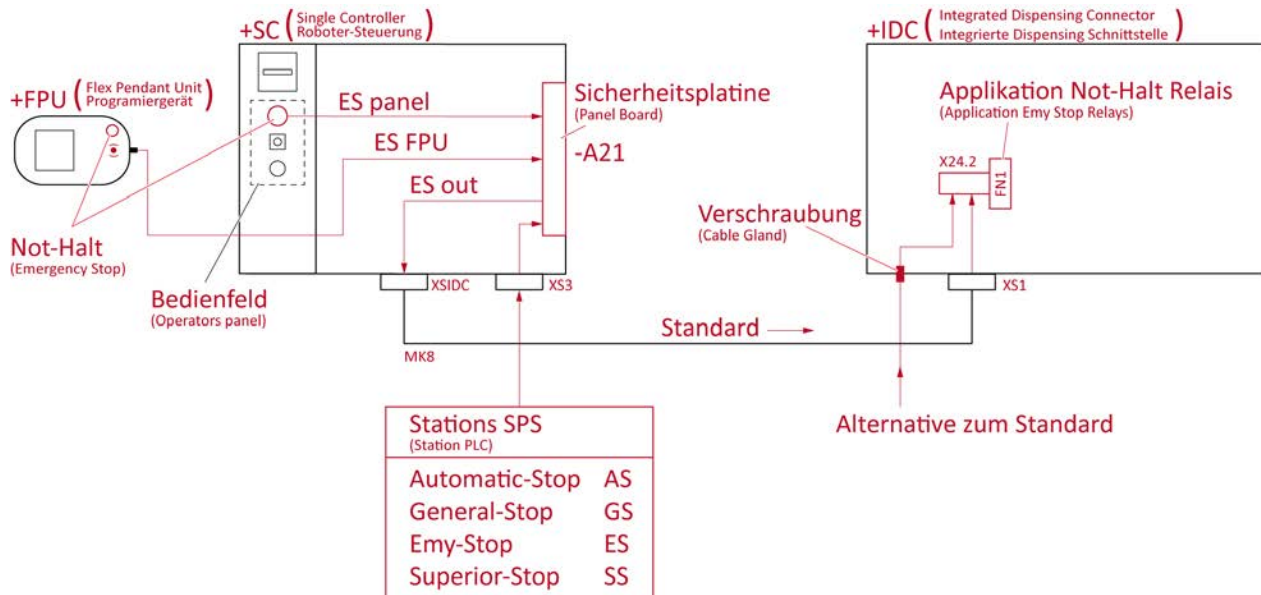 +SC (Single Controller
Roboter-Steuerung)
+IDC (Integrated Dispensing Connector
Integrierte Dispensing Schnittstelle)
+FPU (Flex Pendant Unit
Programiergerät)
ES panel
ES FPU
ES out
Sicherheitsplatine
(Panel Board)
-A21
Applikation Not-Halt Relais
(Application Emy Stop Relays)
X24.2
FN1
Not-Halt
(Emergency Stop)
Bedienfeld
(Operators panel)
Verschraubung
(Cable Gland)
XSIDC
XS3
XS1
Standard
MK8
Stations SPS
(Station PLC)
Automatic-Stop AS
General-Stop GS
Emy-Stop ES
Superior-Stop SS
Alternative zum Standard